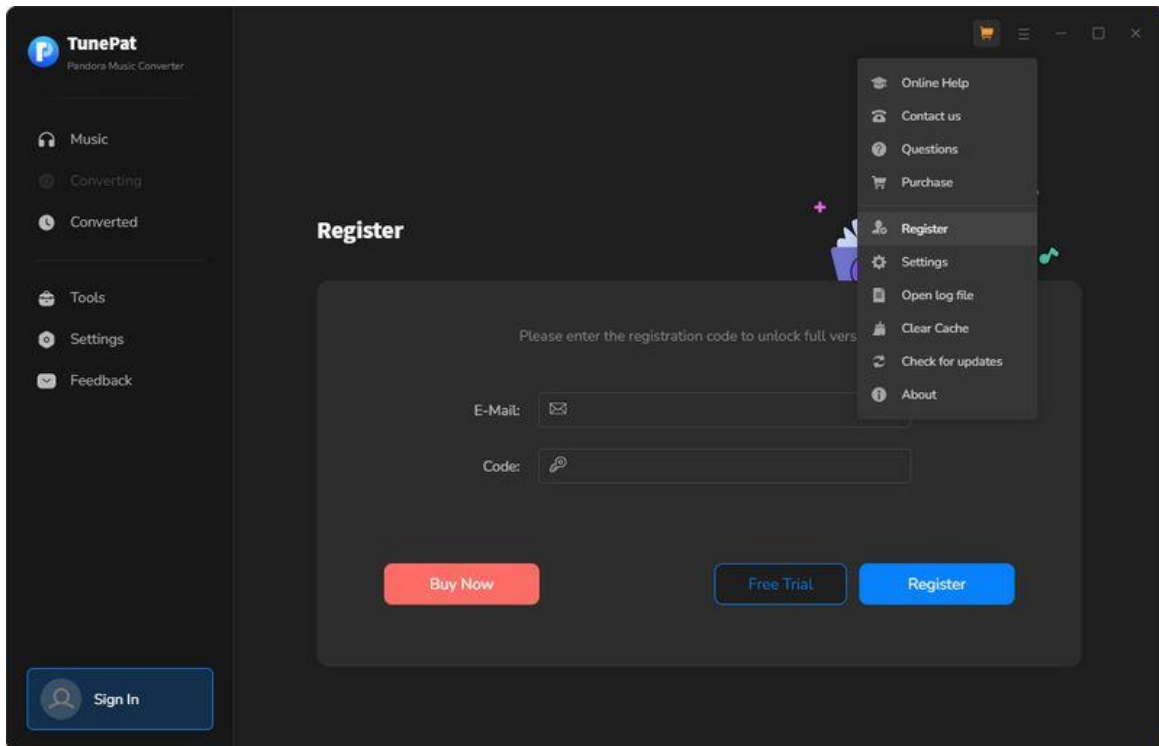 TunePat
Pandora Music Converter
Music
Converting
Converted
Tools
Settings
Feedback
Sign In
Register
Please enter the registration code to unlock full vers
E-Mail:
Code:
Buy Now
Free Trial
Register
Online Help
Contact us
Questions
Purchase
Register
Settings
Open log file
Clear Cache
Check for updates
About